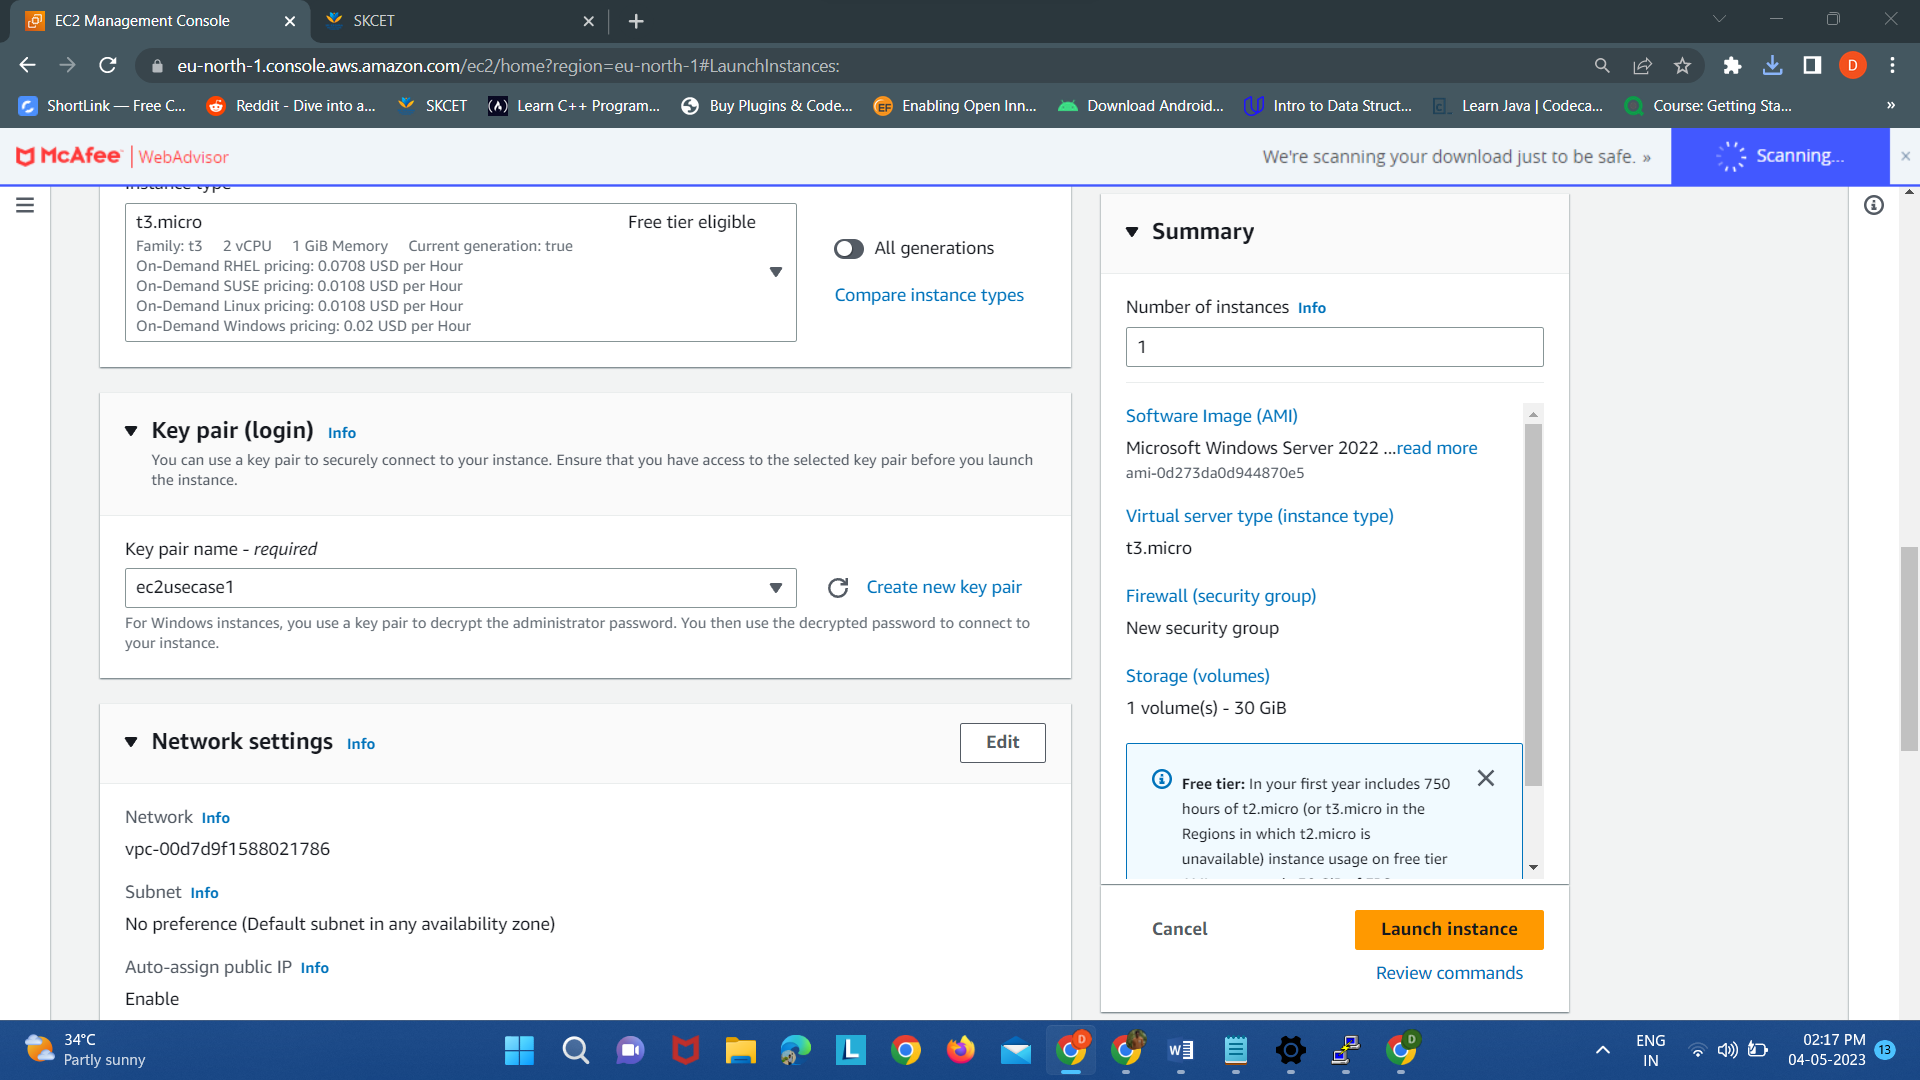 EC2 Management Console
SKCET
eu-north-1.console.aws.amazon.com/ec2/home?region=eu-north-1#LaunchInstances:
D
ShortLink — Free C...
Reddit - Dive into a...
SKCET
Learn C++ Program...
Buy Plugins & Code...
Enabling Open Inn...
Download Android...
Intro to Data Struct...
Learn Java | Codeca...
Course: Getting Sta...
»
McAfee | WebAdvisor
We're scanning your download just to be safe. »
Scanning...
Instance type
t3.micro
Free tier eligible
Family: t3 2 vCPU 1 GiB Memory Current generation: true
On-Demand RHEL pricing: 0.0708 USD per Hour
On-Demand SUSE pricing: 0.0108 USD per Hour
On-Demand Linux pricing: 0.0108 USD per Hour
On-Demand Windows pricing: 0.02 USD per Hour
All generations
Compare instance types
Key pair (login) Info
You can use a key pair to securely connect to your instance. Ensure that you have access to the selected key pair before you launch
the instance.
Key pair name - required
ec2usecase1
Create new key pair
For Windows instances, you use a key pair to decrypt the administrator password. You then use the decrypted password to connect to
your instance.
Network settings Info
Edit
Network Info
vpc-00d7d9f1588021786
Subnet Info
No preference (Default subnet in any availability zone)
Auto-assign public IP Info
Enable
Summary
Number of instances Info
1
Software Image (AMI)
Microsoft Windows Server 2022 ...read more
ami-0d273da0d944870e5
Virtual server type (instance type)
t3.micro
Firewall (security group)
New security group
Storage (volumes)
1 volume(s) - 30 GiB
Free tier: In your first year includes 750
hours of t2.micro (or t3.micro in the
Regions in which t2.micro is
unavailable) instance usage on free tier
Cancel
Launch instance
Review commands
34°C
Partly sunny
ENG
IN
02:17 PM
04-05-2023
13